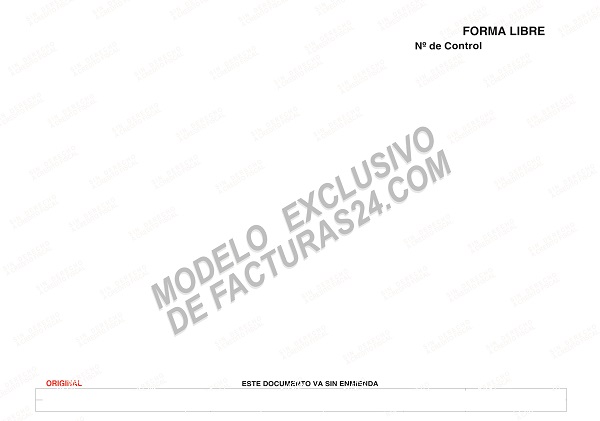 FORMA LIBRE
Nº de Control
MODELO EXCLUSIVO
DE FACTURAS24.COM
ORIGINAL
ESTE DOCUMENTO VA SIN ENMIENDA